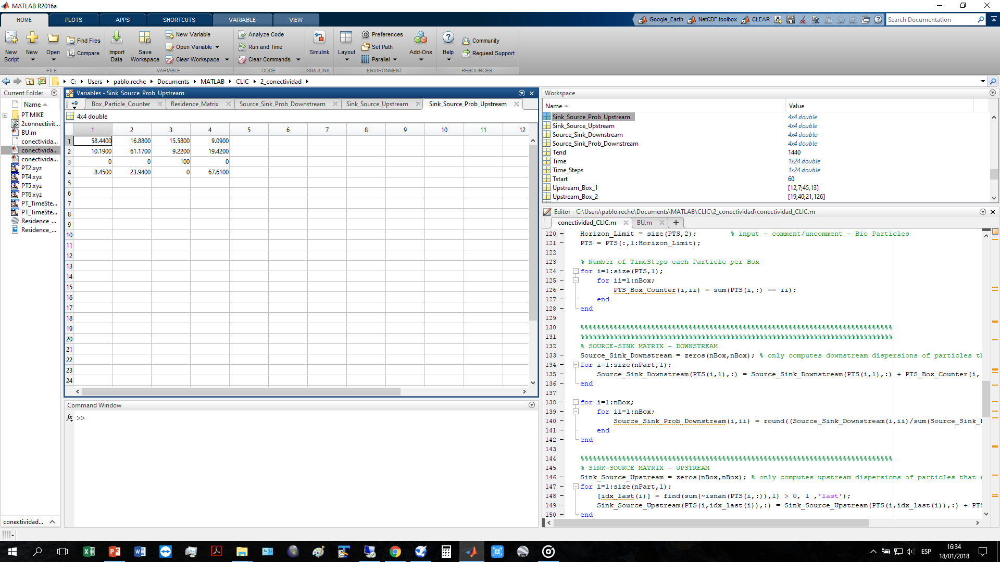 MATLAB R2016a
HOME PLOTS APPS SHORTCUTS VARIABLE VIEW
Google_Earth NetCDF toolbox CLEAR Search Documentation
New Script New Open Find Files Compare
Import Data Save Workspace New Variable Open Variable Clear Workspace
Analyze Code Run and Time Clear Commands
Simulink Layout Preferences Set Path Parallel Add-Ons Help Community Request Support
FILE VARIABLE CODE SIMULINK ENVIRONMENT RESOURCES
C: Users pablo.reche Documents MATLAB CLIC 2_conectividad
Current Folder
Name
PT MIKE
2connectivit...
BU.m
conectivida...
conectivida...
conectivida...
PT2.xyz
PT4.xyz
PT5.xyz
PT6.xyz
PT_TimeSte...
PT_TimeSte...
Residence_...
Residence_...
conectividad...
Variables - Sink_Source_Prob_Upstream
+9 Box_Particle_Counter Residence_Matrix Source_Sink_Prob_Downstream Sink_Source_Upstream Sink_Source_Prob_Upstream
4x4 double
1 2 3 4 5 6 7 8 9 10 11 12
1 58.4400 16.8800 15.5800 9.0900
2 10.1900 61.1700 9.2200 19.4200
3 0 0 100 0
4 8.4500 23.9400 0 67.6100
5
6
7
8
9
10
11
12
13
14
15
16
17
18
19
20
21
22
23
24
Command Window
fx >>
Workspace
Name Value
Sink_Source_Prob_Upstream 4x4 double
Sink_Source_Upstream 4x4 double
Source_Sink_Downstream 4x4 double
Source_Sink_Prob_Downstream 4x4 double
Tend 1440
Time 1x24 double
Time_Steps 1x24 double
Tstart 60
Upstream_Box_1 [12,7;45,13]
Upstream_Box_2 [19,40;21,126]
Editor - C:\Users\pablo.reche\Documents\MATLAB\CLIC\2_conectividad\conectividad_CLIC.m
conectividad_CLIC.m BU.m +
120 – Horizon_Limit = size(PTS,2); % input - comment/uncomment - Bio Particles
121 – PTS = PTS(:,1:Horizon_Limit);
122
123 % Number of TimeSteps each Particle per Box
124 – for i=1:size(PTS,1);
125 – for ii=1:nBox;
126 – PTS_Box_Counter(i,ii) = sum(PTS(i,:) == ii);
127 – end
128 – end
129
130 %%%%%%%%%%%%%%%%%%%%%%%%%%%%%%%%%%%%%%%%%%%%%%%%%%%%%%%%%%%%%%%%%%%%%%%%%%%
131 %%%%%%%%%%%%%%%%%%%%%%%%%%%%%%%%%%%%%%%%%%%%%%%%%%%%%%%%%%%%%%%%%%%%%%%%%%%
132 % SOURCE-SINK MATRIX - DOWNSTREAM
133 – Source_Sink_Downstream = zeros(nBox,nBox); % only computes downstream dispersions of particles th
134 – for i=1:size(nPart,1);
135 – Source_Sink_Downstream(PTS(i,1),:) = Source_Sink_Downstream(PTS(i,1),:) + PTS_Box_Counter(i,
136 – end
137
138 – for i=1:nBox;
139 – for ii=1:nBox;
140 – Source_Sink_Prob_Downstream(i,ii) = round((Source_Sink_Downstream(i,ii)/sum(Source_Sink_
141 – end
142 – end
143
144 %%%%%%%%%%%%%%%%%%%%%%%%%%%%%%%%%%%%%%%%%%%%%%%%%%%%%%%%%%%%%%%%%%%%%%%%%%%
145 % SINK-SOURCE MATRIX - UPSTREAM
146 – Sink_Source_Upstream = zeros(nBox,nBox); % only computes upstream dispersions of particles that
147 – for i=1:size(nPart,1);
148 – [idx_last(i)] = find(sum(~isnan(PTS(i,:)),1) > 0, 1 ,'last');
149 – Sink_Source_Upstream(PTS(i,idx_last(i)),:) = Sink_Source_Upstream(PTS(i,idx_last(i)),:) + PTS
150 – end
ESP
16:34
18/01/2018